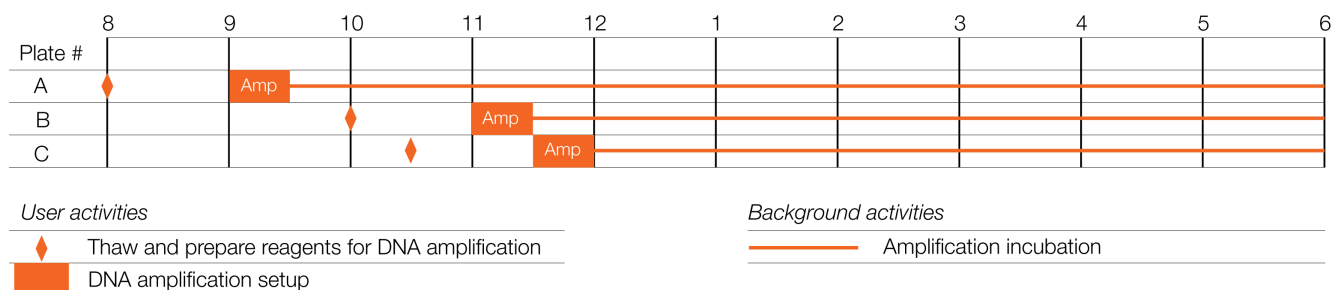 8 9 10 11 12 1 2 3 4 5 6
Plate #
A Amp
B Amp
C Amp
User activities Background activities
Thaw and prepare reagents for DNA amplification Amplification incubation
DNA amplification setup